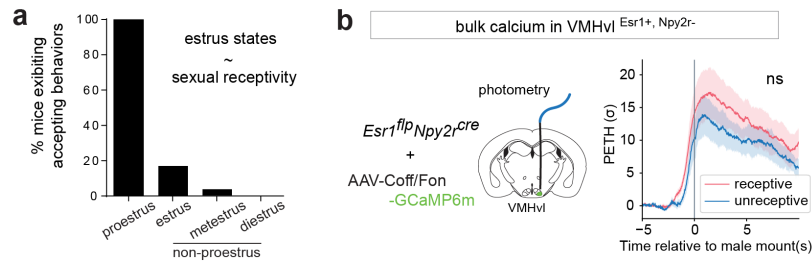 a
% mice exibiting
accepting behaviors
100
80
60
40
20
0
estrus states
~
sexual receptivity
proestrus
estrus
metestrus
diestrus
non-proestrus
b
bulk calcium in VMHvl Esr1+, Npy2r-
photometry
Esr1flpNpy2rcre
+
AAV-Coff/Fon
-GCaMP6m
VMHvl
PETH (σ)
20
15
10
5
0
ns
receptive
unreceptive
−5
0
5
Time relative to male mount(s)